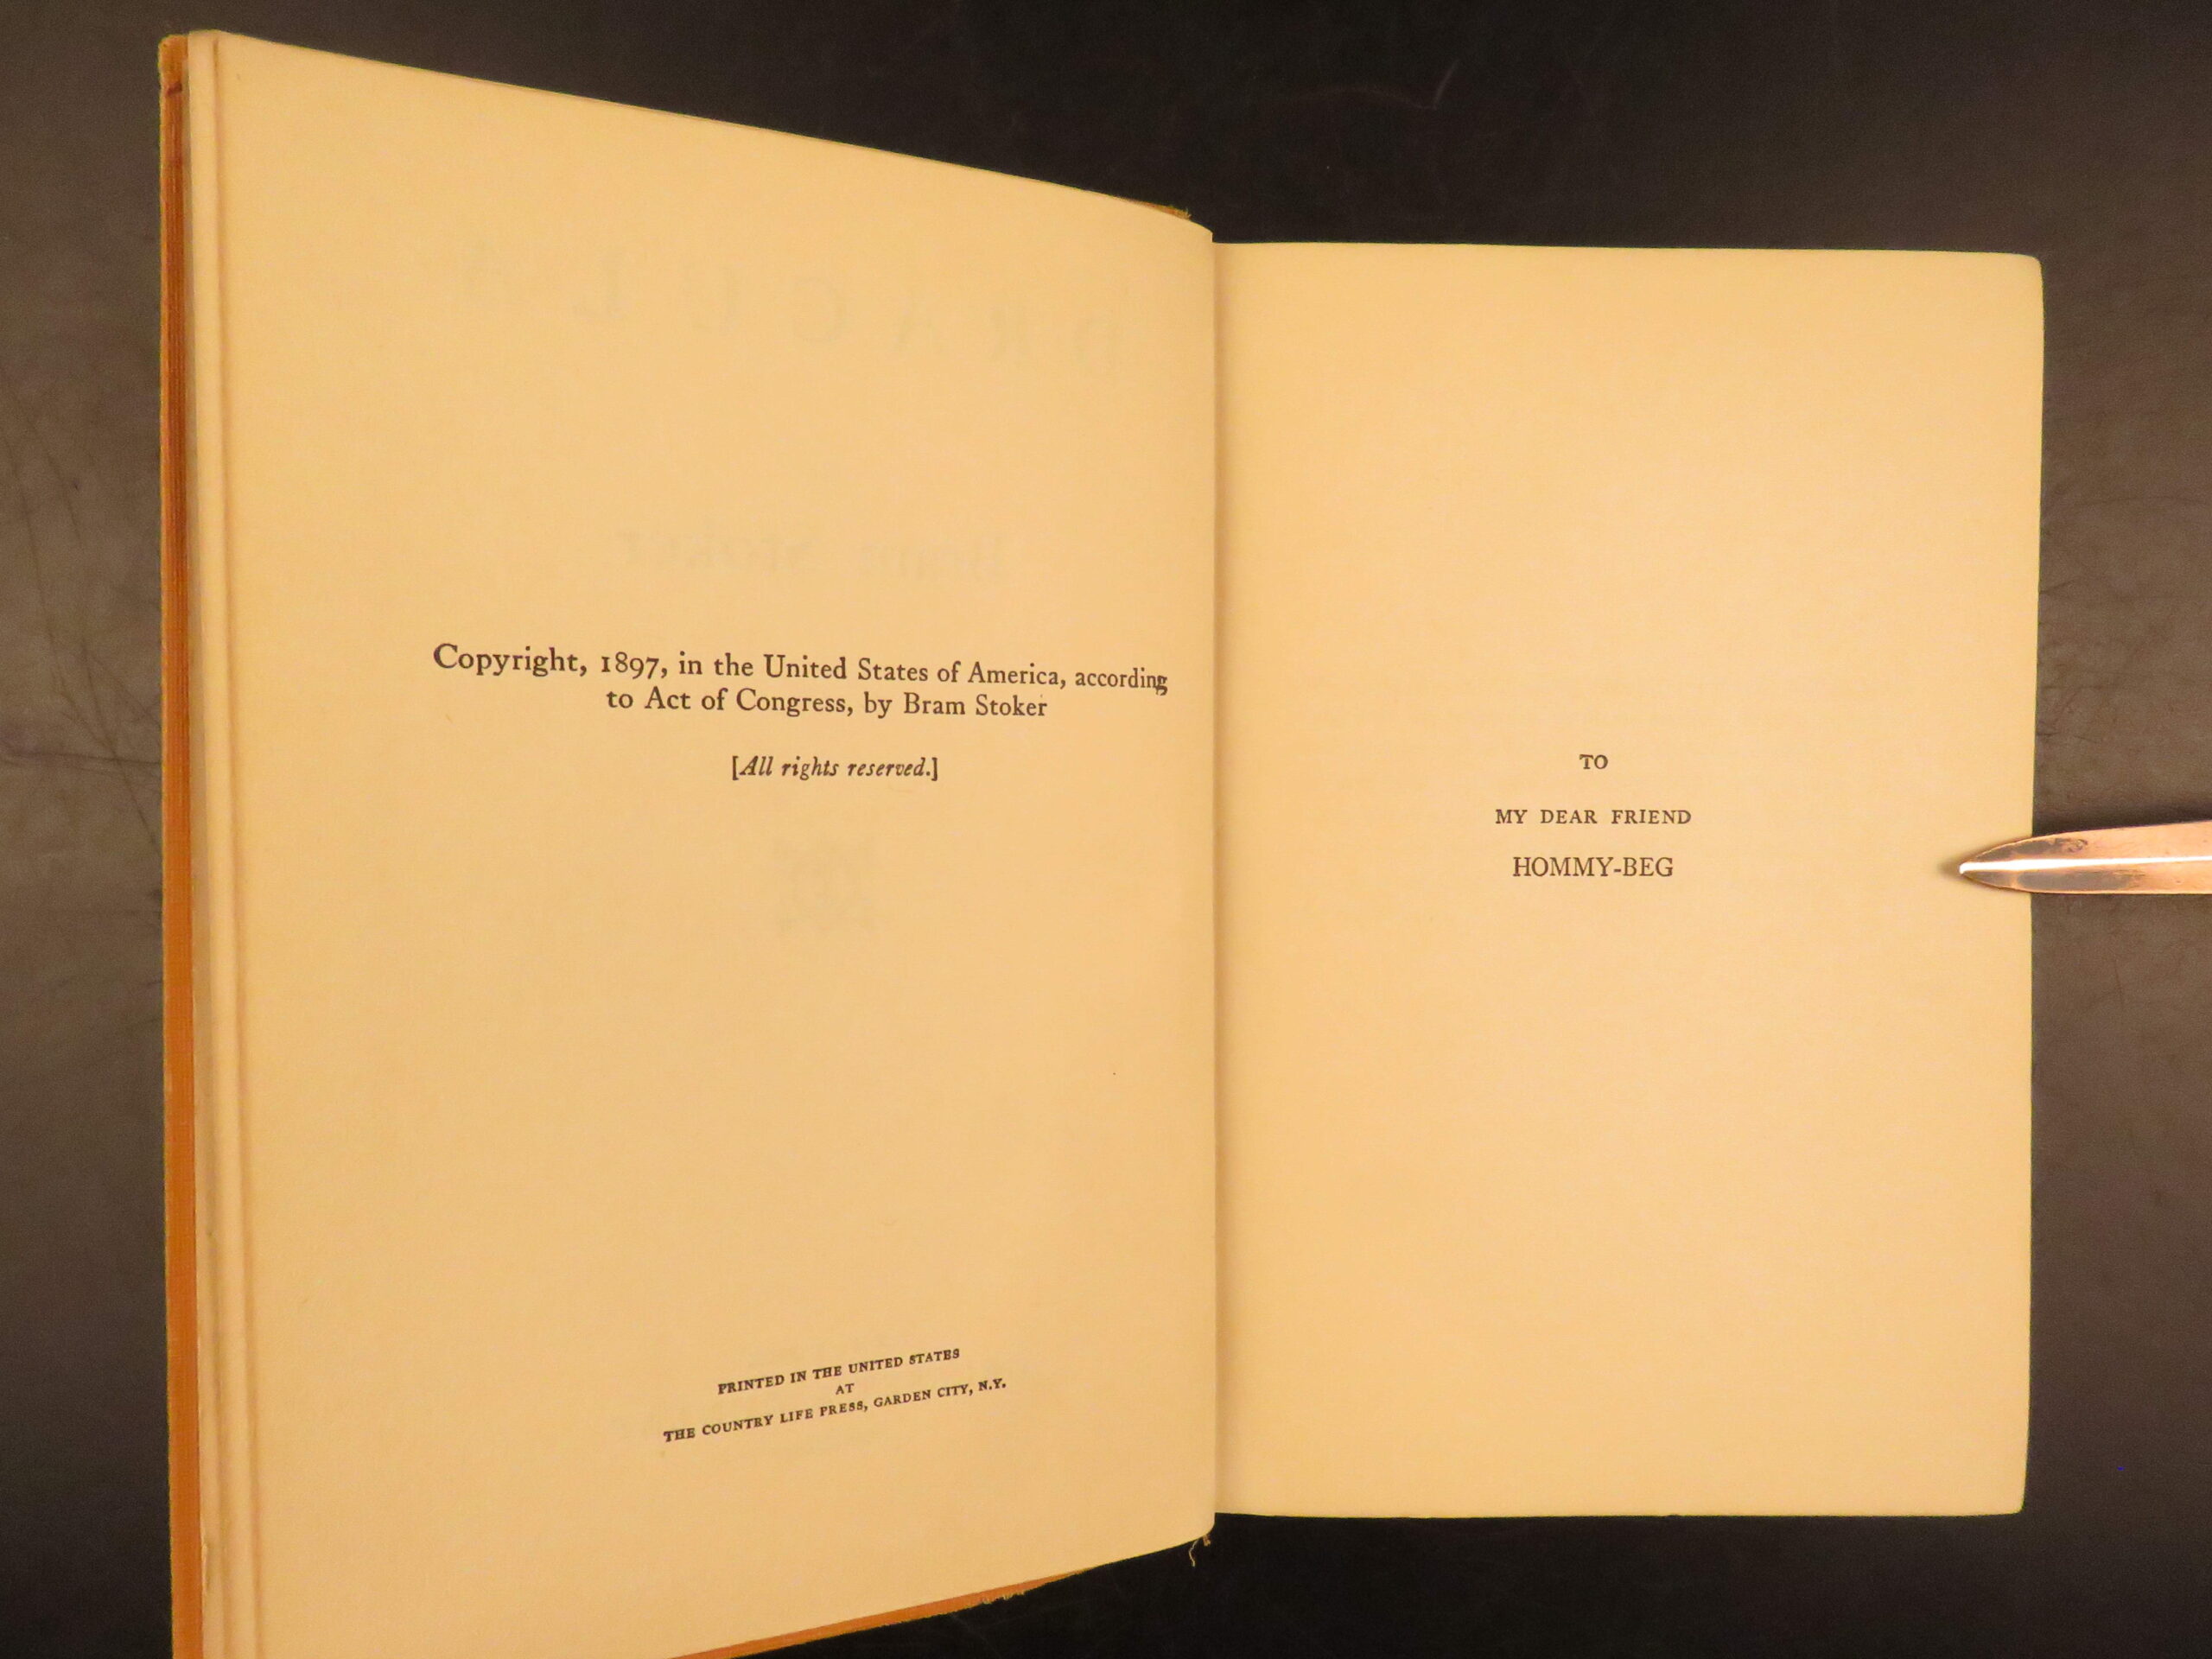 Copyright, 1897, in the United States of America, according
to Act of Congress, by Bram Stoker
[All rights reserved.]
PRINTED IN THE UNITED STATES
AT
THE COUNTRY LIFE PRESS, GARDEN CITY, N.Y.
TO
MY DEAR FRIEND
HOMMY-BEG